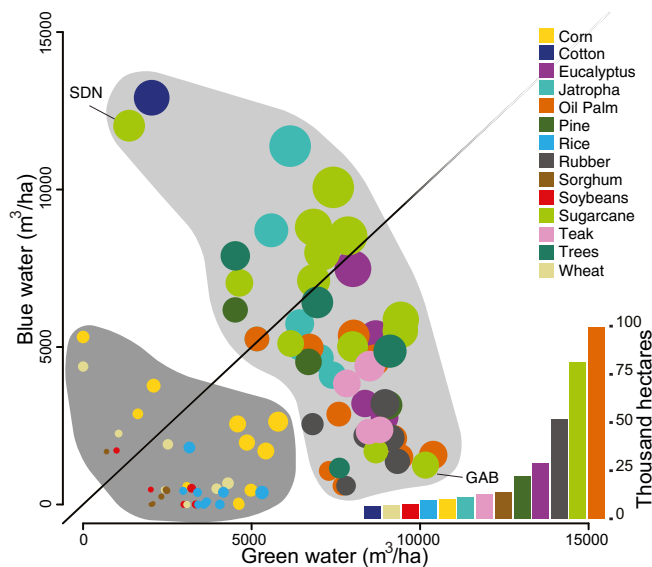 15000
10000
5000
0
Blue water (m³/ha)
SDN
GAB
0
5000
10000
15000
Green water (m³/ha)
Corn
Cotton
Eucalyptus
Jatropha
Oil Palm
Pine
Rice
Rubber
Sorghum
Soybeans
Sugarcane
Teak
Trees
Wheat
100
75
50
25
0
Thousand hectares